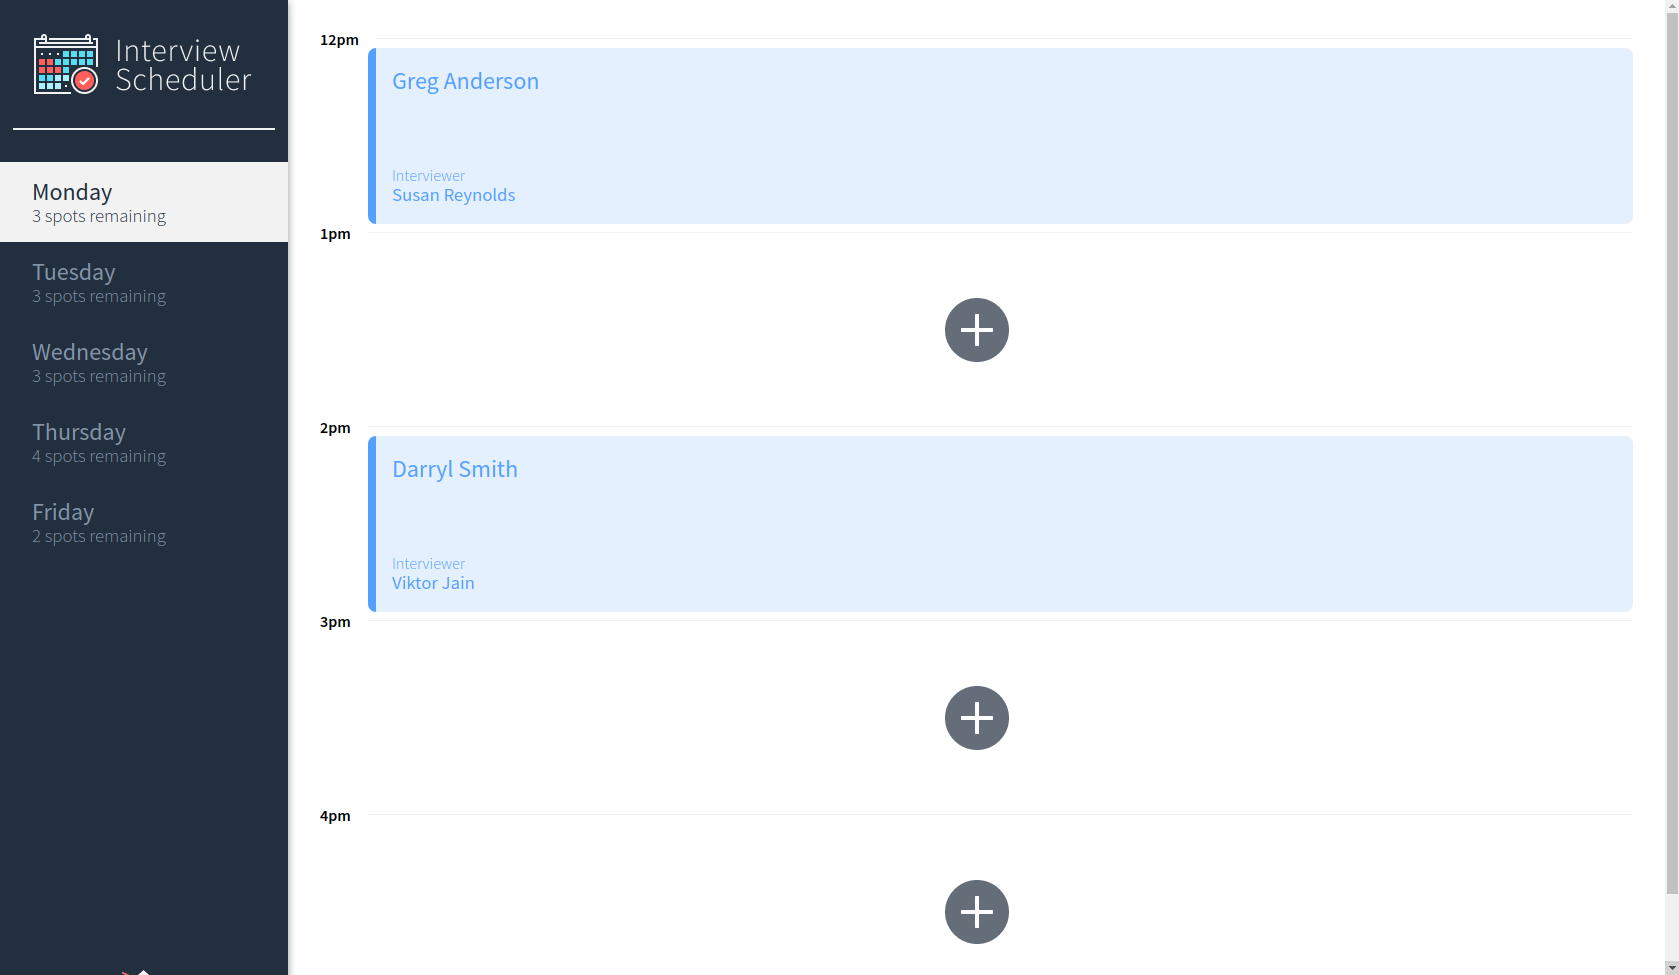 Interview
Scheduler
Monday
3 spots remaining
Tuesday
3 spots remaining
Wednesday
3 spots remaining
Thursday
4 spots remaining
Friday
2 spots remaining
12pm
Greg Anderson
Interviewer
Susan Reynolds
1pm
2pm
Darryl Smith
Interviewer
Viktor Jain
3pm
4pm